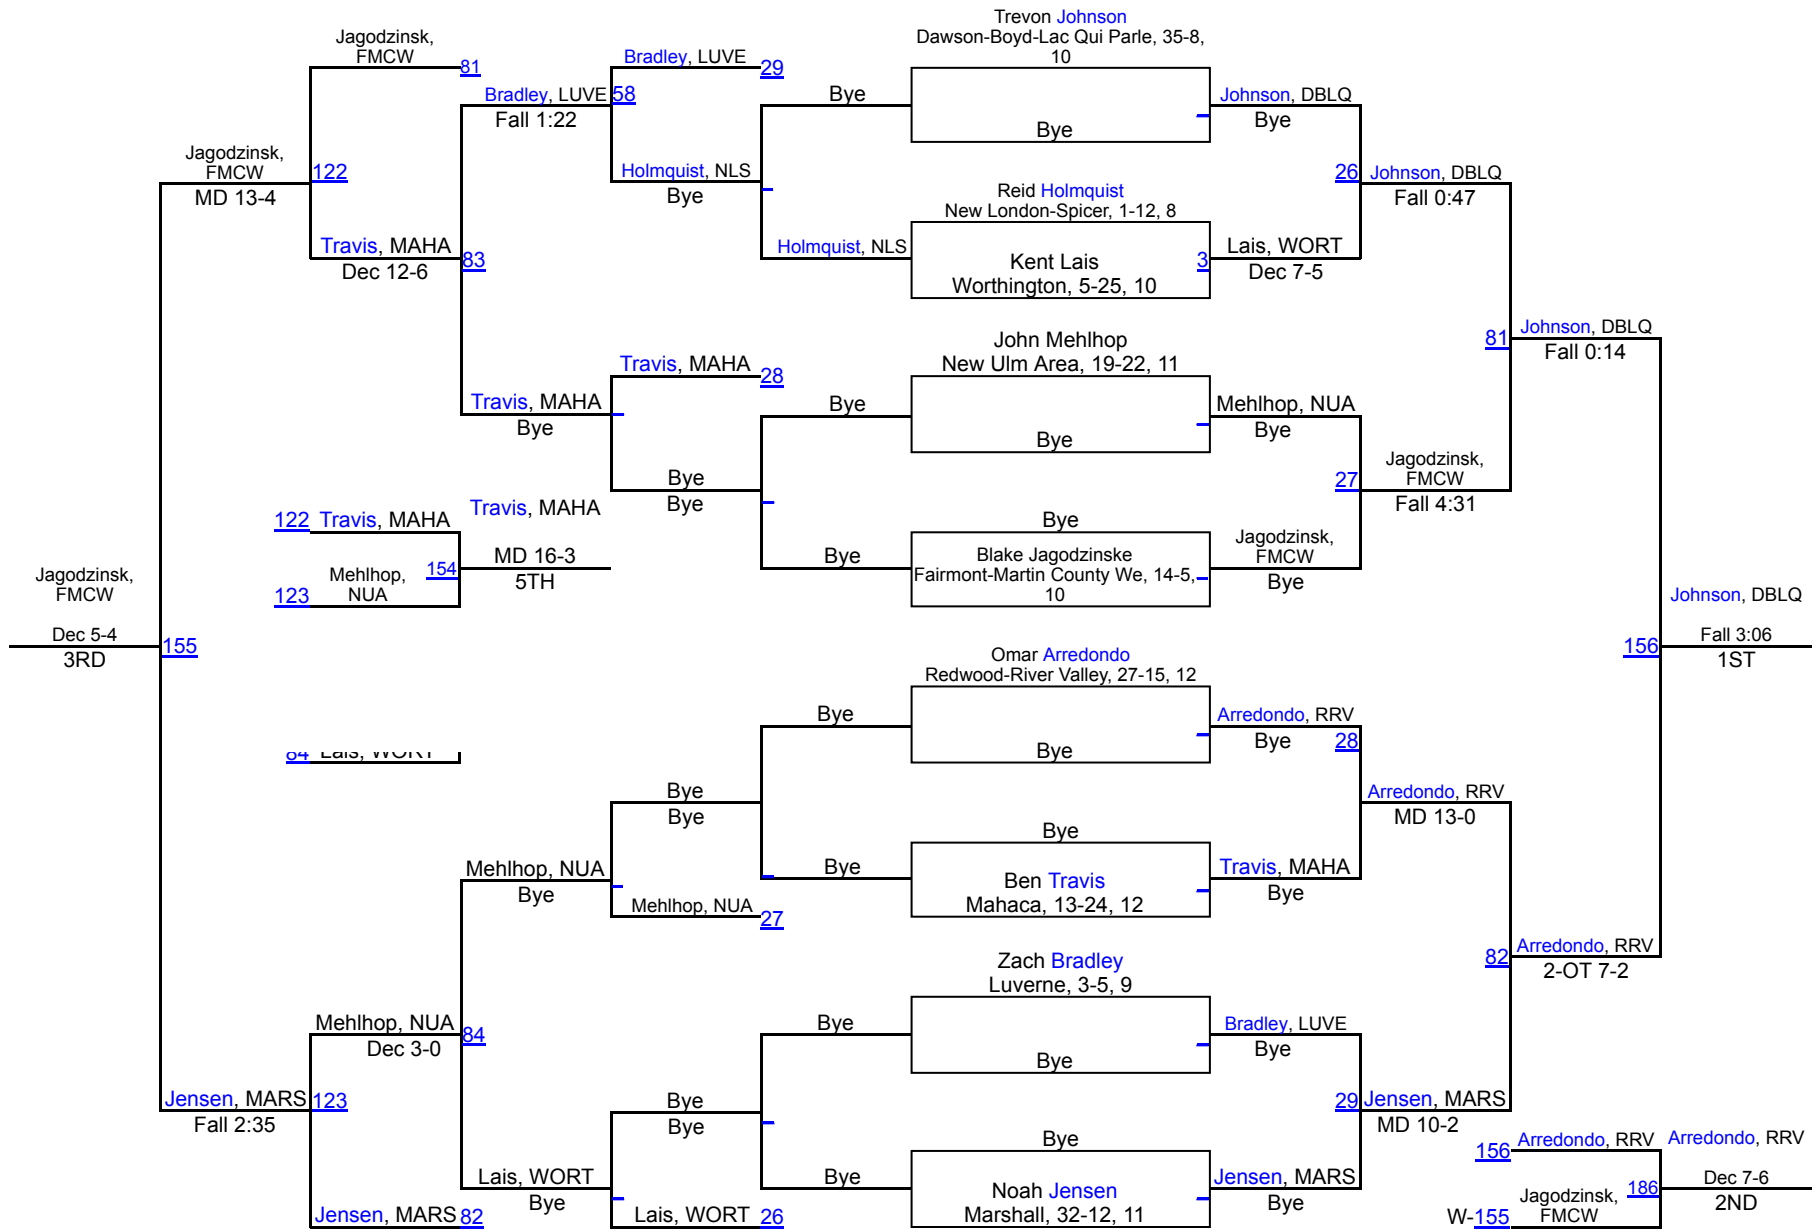 Trevon Johnson
Dawson-Boyd-Lac Qui Parle, 35-8,
10
Jagodzinsk,
FMCW
81
Bradley, LUVE
29
Bradley, LUVE
58
Fall 1:22
Bye
Bye
Johnson, DBLQ
Bye
Jagodzinsk,
FMCW
122
MD 13-4
Holmquist, NLS
Bye
26
Johnson, DBLQ
Fall 0:47
Reid Holmquist
New London-Spicer, 1-12, 8
Travis, MAHA
83
Dec 12-6
Holmquist, NLS
Kent Lais
Worthington, 5-25, 10
3
Lais, WORT
Dec 7-5
John Mehlhop
New Ulm Area, 19-22, 11
81
Johnson, DBLQ
Fall 0:14
Travis, MAHA
28
Travis, MAHA
Bye
Bye
Bye
Mehlhop, NUA
Bye
Bye
Bye
27
Jagodzinsk,
FMCW
Fall 4:31
122
Travis, MAHA
Travis, MAHA
MD 16-3
5TH
154
123
Mehlhop,
NUA
Bye
Bye
Blake Jagodzinske
Fairmont-Martin County We, 14-5,
10
Jagodzinsk,
FMCW
Bye
Jagodzinsk,
FMCW
Dec 5-4
3RD
155
Johnson, DBLQ
156
Fall 3:06
1ST
Omar Arredondo
Redwood-River Valley, 27-15, 12
Bye
Bye
Arredondo, RRV
Bye
28
84 Lais, WORT
Bye
Bye
Arredondo, RRV
MD 13-0
Mehlhop, NUA
Bye
Bye
Bye
Ben Travis
Mahaca, 13-24, 12
Travis, MAHA
Bye
Mehlhop, NUA
27
Zach Bradley
Luverne, 3-5, 9
82
Arredondo, RRV
2-OT 7-2
Mehlhop, NUA
84
Dec 3-0
Bye
Bye
Bradley, LUVE
Bye
Jensen, MARS
123
Fall 2:35
Bye
Bye
29
Jensen, MARS
MD 10-2
Lais, WORT
Bye
Bye
Bye
Noah Jensen
Marshall, 32-12, 11
Jensen, MARS
Bye
156
Arredondo, RRV
Arredondo, RRV
186
Dec 7-6
2ND
Jensen, MARS
82
Lais, WORT
26
W-155
Jagodzinsk,
FMCW